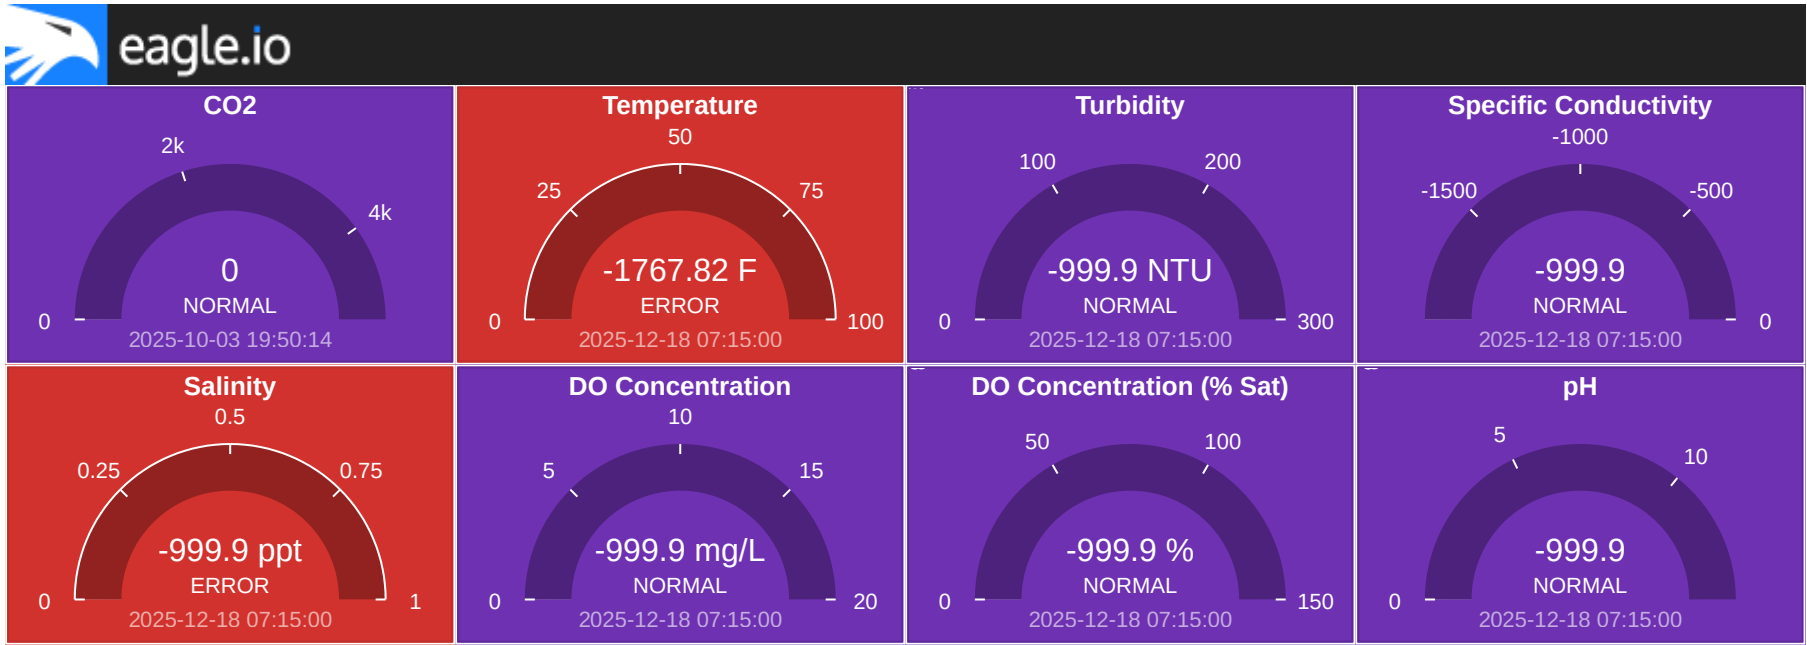 eagle.io
CO2
2k
4k
0
NORMAL
0
2025-10-03 19:50:14
Temperature
50
25
75
-1767.82 F
ERROR
0
100
2025-12-18 07:15:00
Turbidity
100
200
-999.9 NTU
NORMAL
0
300
2025-12-18 07:15:00
Specific Conductivity
-1000
-1500
-500
-999.9
NORMAL
0
2025-12-18 07:15:00
Salinity
0.5
0.25
0.75
-999.9 ppt
ERROR
0
1
2025-12-18 07:15:00
DO Concentration
10
5
15
-999.9 mg/L
NORMAL
0
20
2025-12-18 07:15:00
DO Concentration (% Sat)
50
100
-999.9 %
NORMAL
0
150
2025-12-18 07:15:00
pH
5
10
-999.9
NORMAL
0
2025-12-18 07:15:00